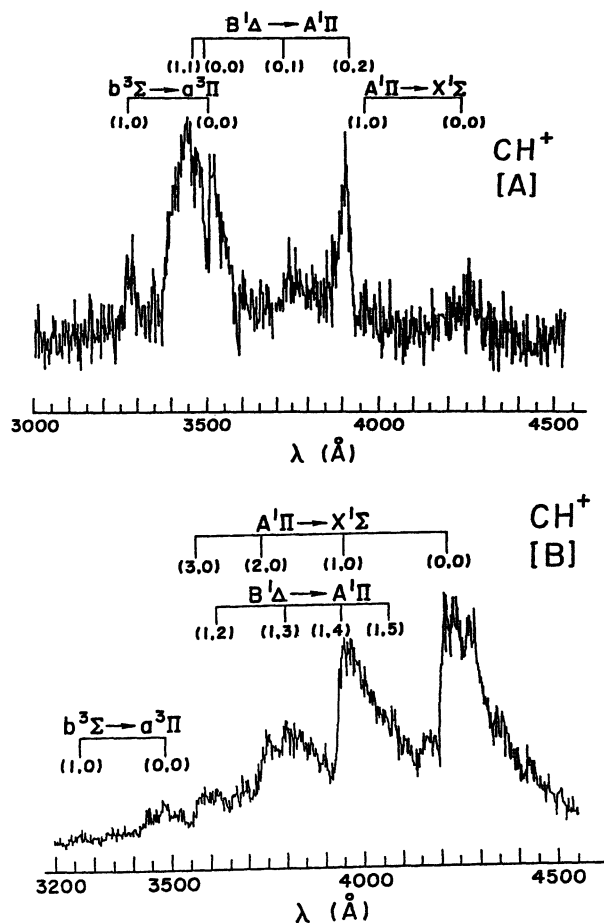 B¹Δ → A¹Π
(1,1) (0,0) (0,1) (0,2)
b³Σ → a³Π
(1,0) (0,0)
A¹Π → X¹Σ
(1,0) (0,0)
CH⁺
[A]
3000 3500 4000 4500
λ (Å)
A¹Π → X¹Σ
(3,0) (2,0) (1,0) (0,0)
CH⁺
[B]
B¹Δ → A¹Π
(1,2) (1,3) (1,4) (1,5)
b³Σ → a³Π
(1,0) (0,0)
3200 4000 4500
λ (Å)